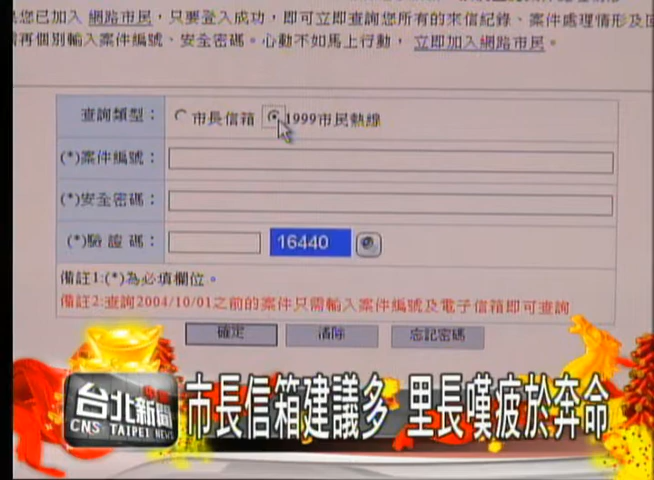 您已加入 網路市民，只要登入成功，即可立即查詢您所有的來信紀錄、案件處理情形及回
再個別輸入案件編號、安全密碼。心動不如馬上行動，立即加入網路市民。
查詢類型： 市長信箱 1999市民熱線
(*)案件編號：
(*)安全密碼：
(*)驗證碼： 16440
備註1:(*)為必填欄位。
備註2:查詢2004/10/01之前的案件只需輸入案件編號及電子信箱即可查詢
確定 清除 忘記密碼
台北新聞
CNS TAIPEI NEWS
市長信箱建議多 里長嘆疲於奔命